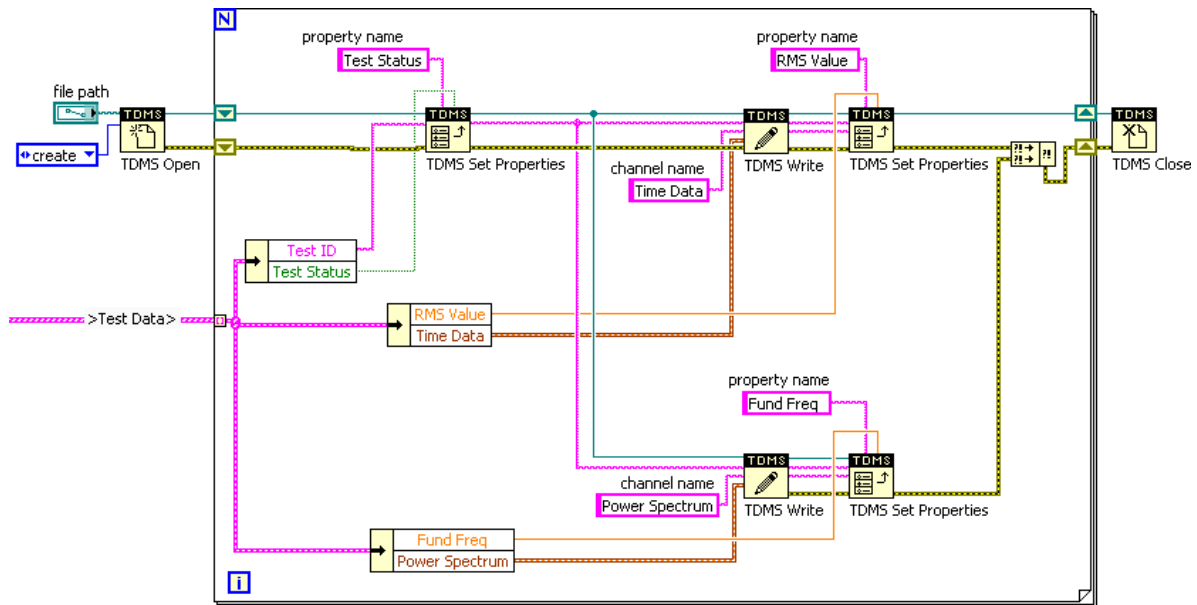 N
property name
Test Status
property name
RMS Value
file path
TDMS
TDMS
TDMS
TDMS
TDMS
create
TDMS Open
TDMS Set Properties
channel name
Time Data
TDMS Write
TDMS Set Properties
?!
?!
?!
TDMS Close
Test ID
Test Status
>Test Data>
RMS Value
Time Data
property name
Fund Freq
TDMS
TDMS
channel name
Power Spectrum
TDMS Write
TDMS Set Properties
Fund Freq
Power Spectrum
i